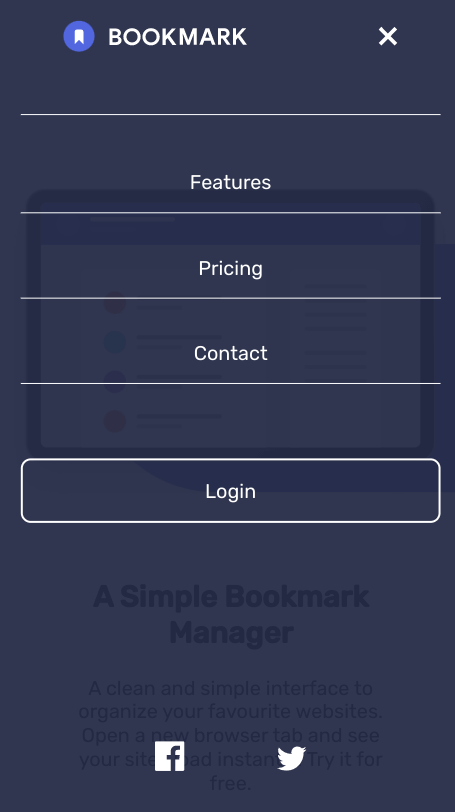 BOOKMARK
Features
Pricing
Contact
Login
A Simple Bookmark
Manager
A clean and simple interface to
organize your favourite websites.
Open a new browser tab and see
your sites load instantly. Try it for
free.